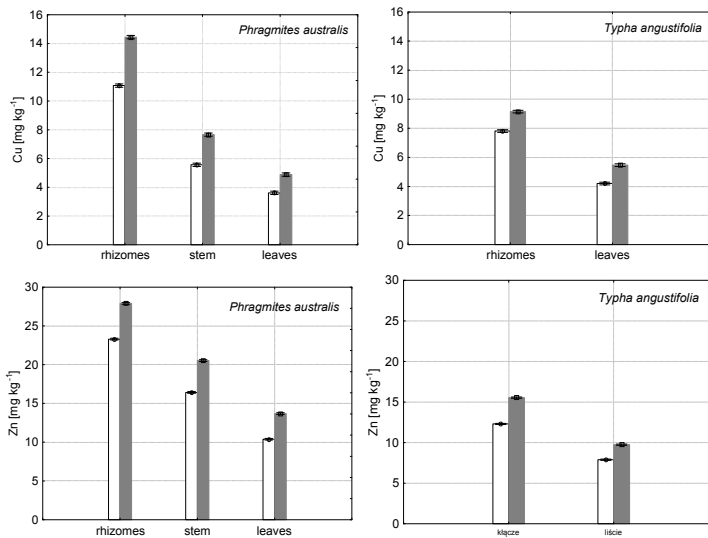 Phragmites australis
Cu [mg kg⁻¹]
16
14
12
10
8
6
4
2
0
rhizomes stem leaves
Typha angustifolia
Cu [mg kg⁻¹]
16
14
12
10
8
6
4
2
0
rhizomes leaves
Phragmites australis
Zn [mg kg⁻¹]
30
25
20
15
10
5
0
rhizomes stem leaves
Typha angustifolia
Zn [mg kg⁻¹]
30
25
20
15
10
5
0
kłącze liście